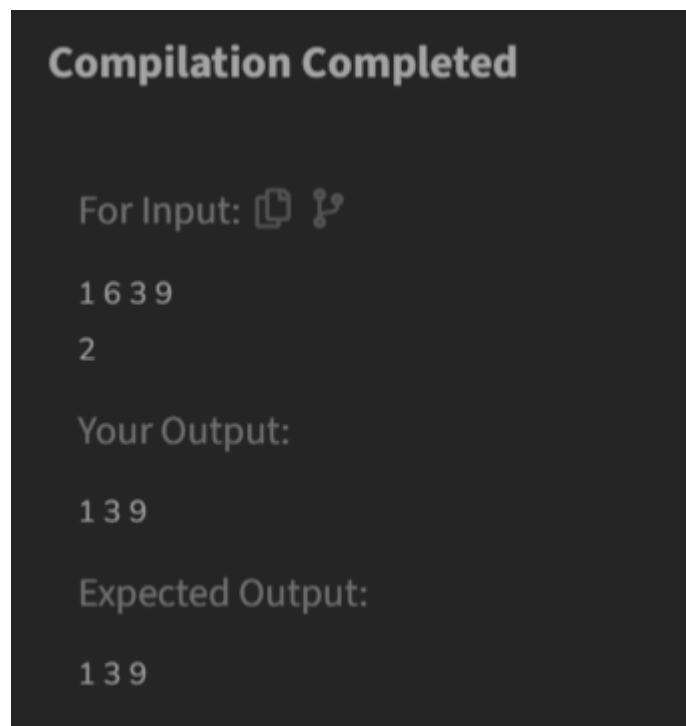 Compilation Completed
For Input:
1 6 3 9
2
Your Output:
1 3 9
Expected Output:
1 3 9